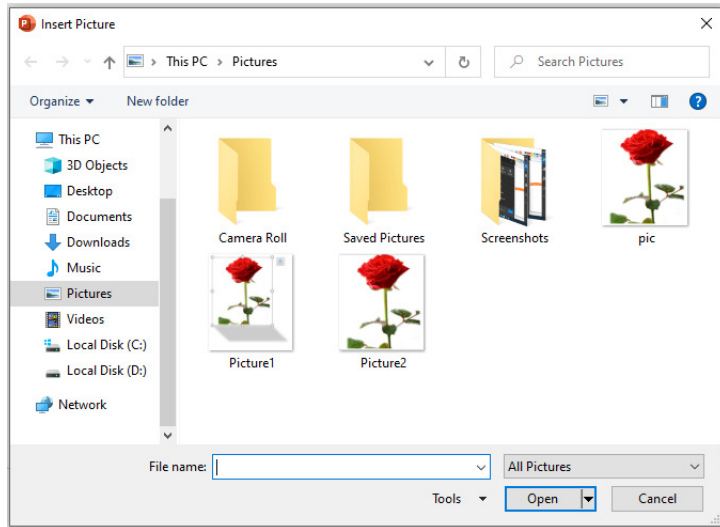 Insert Picture
This PC > Pictures
Search Pictures
Organize
New folder
This PC
3D Objects
Desktop
Documents
Downloads
Music
Pictures
Videos
Local Disk (C:)
Local Disk (D:)
Network
Camera Roll
Saved Pictures
Screenshots
pic
Picture1
Picture2
File name:
All Pictures
Tools
Open
Cancel